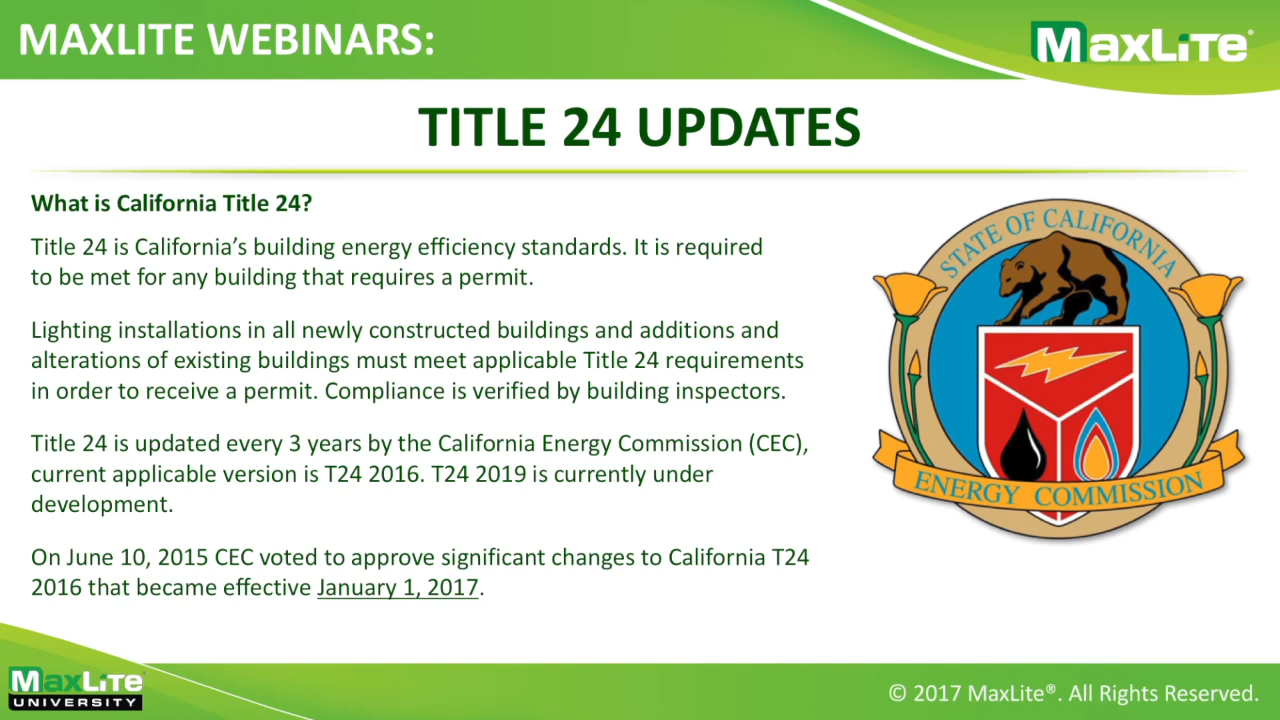 MAXLITE WEBINARS:
MaxLite®
TITLE 24 UPDATES
What is California Title 24?
Title 24 is California’s building energy efficiency standards. It is required
to be met for any building that requires a permit.
Lighting installations in all newly constructed buildings and additions and
alterations of existing buildings must meet applicable Title 24 requirements
in order to receive a permit. Compliance is verified by building inspectors.
Title 24 is updated every 3 years by the California Energy Commission (CEC),
current applicable version is T24 2016. T24 2019 is currently under
development.
On June 10, 2015 CEC voted to approve significant changes to California T24
2016 that became effective January 1, 2017.
STATE OF CALIFORNIA
ENERGY COMMISSION
MaxLite
UNIVERSITY
© 2017 MaxLite®. All Rights Reserved.